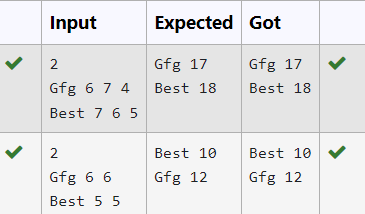 Input Expected Got
2 Gfg 17 Gfg 17
Gfg 6 7 4 Best 18 Best 18
Best 7 6 5
2 Best 10 Best 10
Gfg 6 6 Gfg 12 Gfg 12
Best 5 5